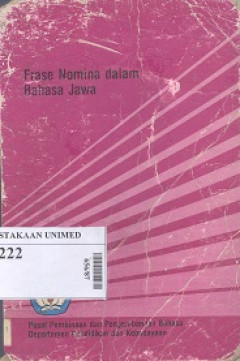 Frase Nomina dalam
Bahasa Jawa
STAKAAN UNIMED
222
Pusat Pembinaan dan Pengembangan Bahasa
Departemen Pendidikan dan Kebudayaan